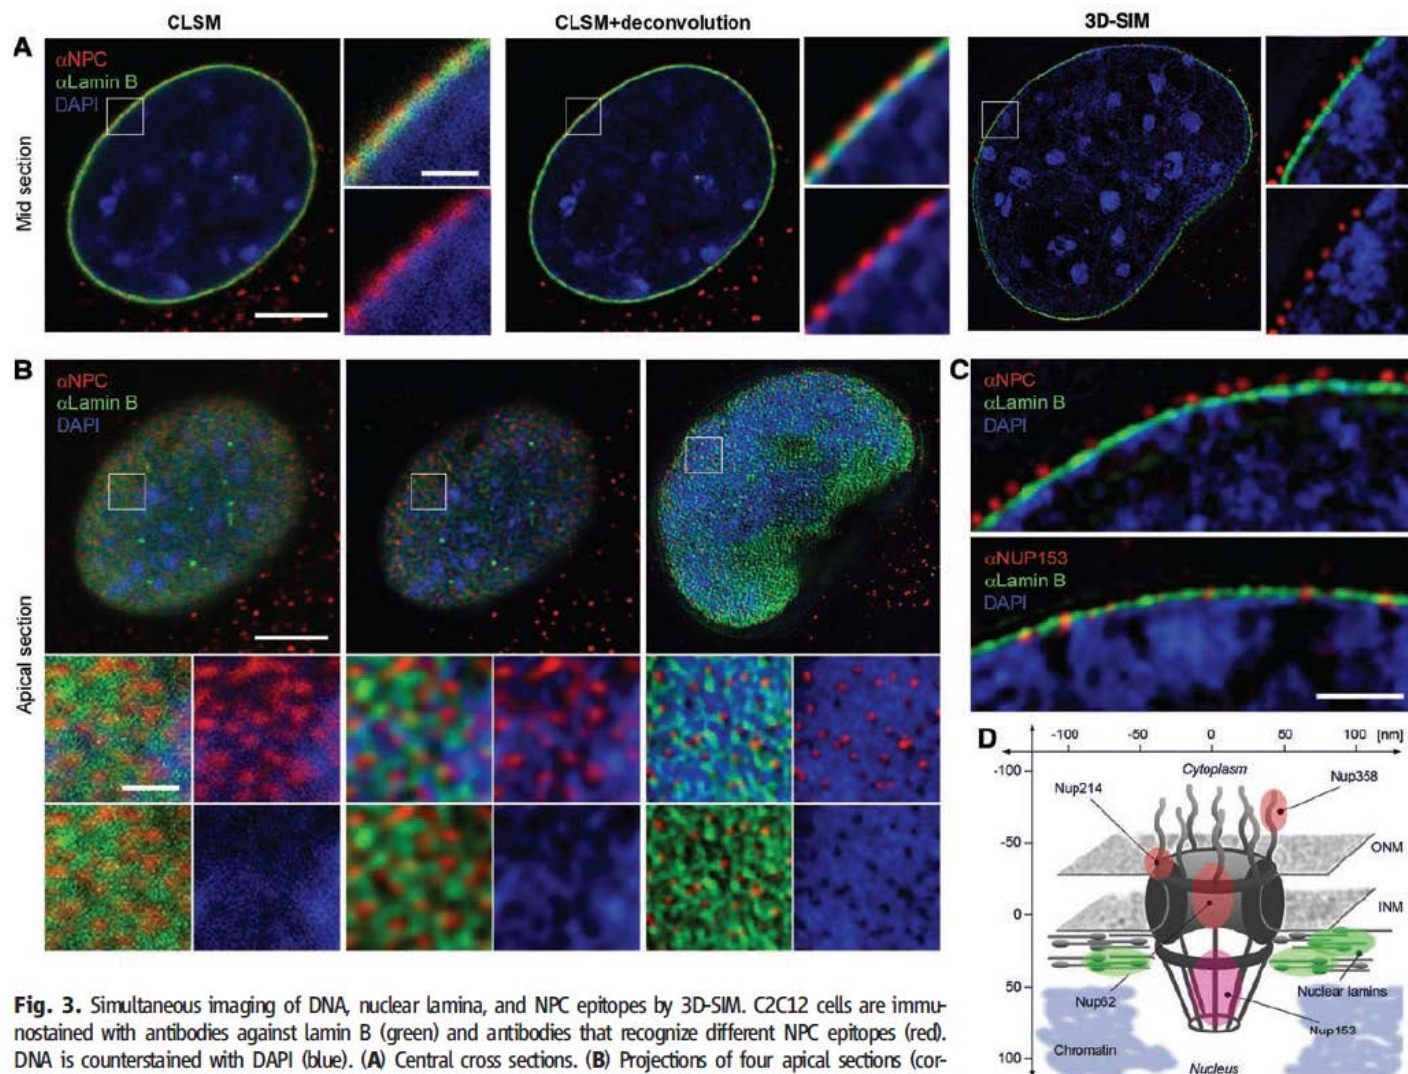 CLSM
CLSM+deconvolution
3D-SIM
A
αNPC
αLamin B
DAPI
Mid section
B
αNPC
αLamin B
DAPI
Apical section
C
αNPC
αLamin B
DAPI
αNUP153
αLamin B
DAPI
D
-100 -50 0 50 100 [nm]
-100
-50
0
50
100
Cytoplasm
Nup214
Nup358
ONM
INM
Nup62
Nuclear lamins
Nup153
Chromatin
Nucleus
Fig. 3. Simultaneous imaging of DNA, nuclear lamina, and NPC epitopes by 3D-SIM. C2C12 cells are immu-
nostained with antibodies against lamin B (green) and antibodies that recognize different NPC epitopes (red).
DNA is counterstained with DAPI (blue). (A) Central cross sections. (B) Projections of four apical sections (cor-